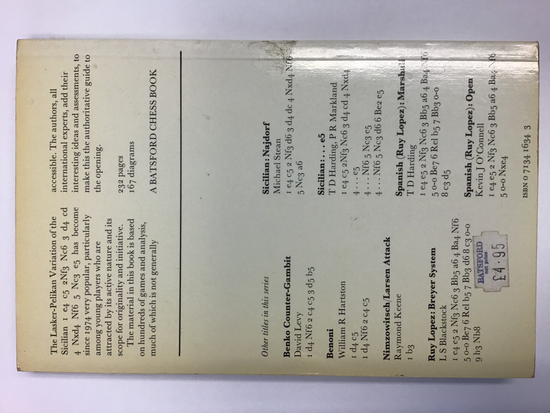 The Lasker-Pelikan Variation of the
Sicilian 1 e4 c5 2Nf3 Nc6 3 d4 cd
4 Nxd4 Nf6 5 Nc3 e5 has become
since 1974 very popular, particularly
among young players who are
attracted by its active nature and its
scope for originality and initiative.
The material in this book is based
on hundreds of games and analysis,
much of which is not generally
accessible. The authors, all
international experts, add their
interesting ideas and assessments, to
make this the authoritative guide to
the opening.
232 pages
167 diagrams
A BATSFORD CHESS BOOK
Other titles in this series
Benko Counter-Gambit
David Levy
1 d4 Nf6 2 c4 c5 3 d5 b5
Benoni
William R Hartston
1 d4 c5
1 d4 Nf6 2 c4 c5
Nimzowitsch/Larsen Attack
Raymond Keene
1 b3
Ruy Lopez: Breyer System
L S Blackstock
1 e4 e5 2 Nf3 Nc6 3 Bb5 a6 4 Ba4 Nf6
5 0-0 Be7 6 Re1 b5 7 Bb3 d6 8 c3 0-0
9 h3 Nb8
Sicilian: Najdorf
Michael Stean
1 e4 c5 2 Nf3 d6 3 d4 dc 4 Nxd4 Nf6
5 Nc3 a6
Sicilian: ... e5
T D Harding, P R Markland
1 e4 c5 2Nf3 Nc6 3 d4 cd 4 Nxd4
4 ... e5
4 ... Nf6 5 Nc3 e5
4 ... Nf6 5 Nc3 d6 6 Be2 e5
Spanish (Ruy Lopez): Marshall
T D Harding
1 e4 e5 2 Nf3 Nc6 3 Bb5 a6 4 Ba4 Nf6
5 0-0 Be7 6 Re1 b5 7 Bb3 0-0
8 c3 d5
Spanish (Ruy Lopez): Open
Kevin J O'Connell
1 e4 e5 2 Nf3 Nc6 3 Bb5 a6 4 Ba4 Nf6
5 0-0 Nxe4
BATSFORD
net price
£4.95
ISBN 0 7134 1634 3